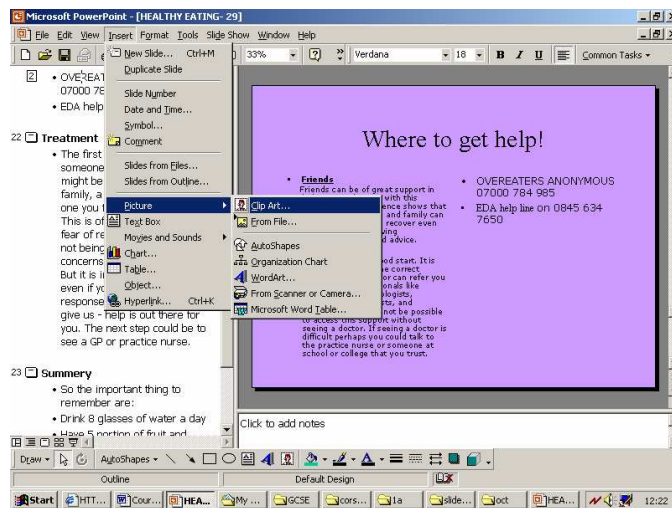 Microsoft PowerPoint - [HEALTHY EATING- 29]
File Edit View Insert Format Tools Slide Show Window Help
33% Verdana 18 B I U Common Tasks
New Slide... Ctrl+M
Duplicate Slide
Slide Number
Date and Time...
Symbol...
Comment
Slides from Files...
Slides from Outline...
Picture
Text Box
Movies and Sounds
Chart...
Table...
Object...
Hyperlink... Ctrl+K
Clip Art...
From File...
AutoShapes
Organization Chart
WordArt...
From Scanner or Camera...
Microsoft Word Table...
2 • OVEREAT
07000 78
• EDA help
22 Treatment
• The first
someone
might be
family, a
one you
This is of
fear of re
not being
concerns
But it is i
even if yo
response
give us - help is out there for
you. The next step could be to
see a GP or practice nurse.
23 Summery
• So the important thing to
remember are:
• Drink 8 glasses of water a day
• Have 5 portion of fruit and
Where to get help!
• Friends
Friends can be of great support in
with this
ence shows that
and family can
recover even
ving
d advice.
od start. It is
e correct
or can refer you
onals like
ologists,
sts, and
not be possible
to access this support without
seeing a doctor. If seeing a doctor is
difficult perhaps you could talk to
the practice nurse or someone at
school or college that you trust.
• OVEREATERS ANONYMOUS
07000 784 985
• EDA help line on 0845 634
7650
Click to add notes
Draw AutoShapes
Outline Default Design
Start HTT... Cour... HEA... My ... GCSE cors... 1a slide... oct HEA... 12:22